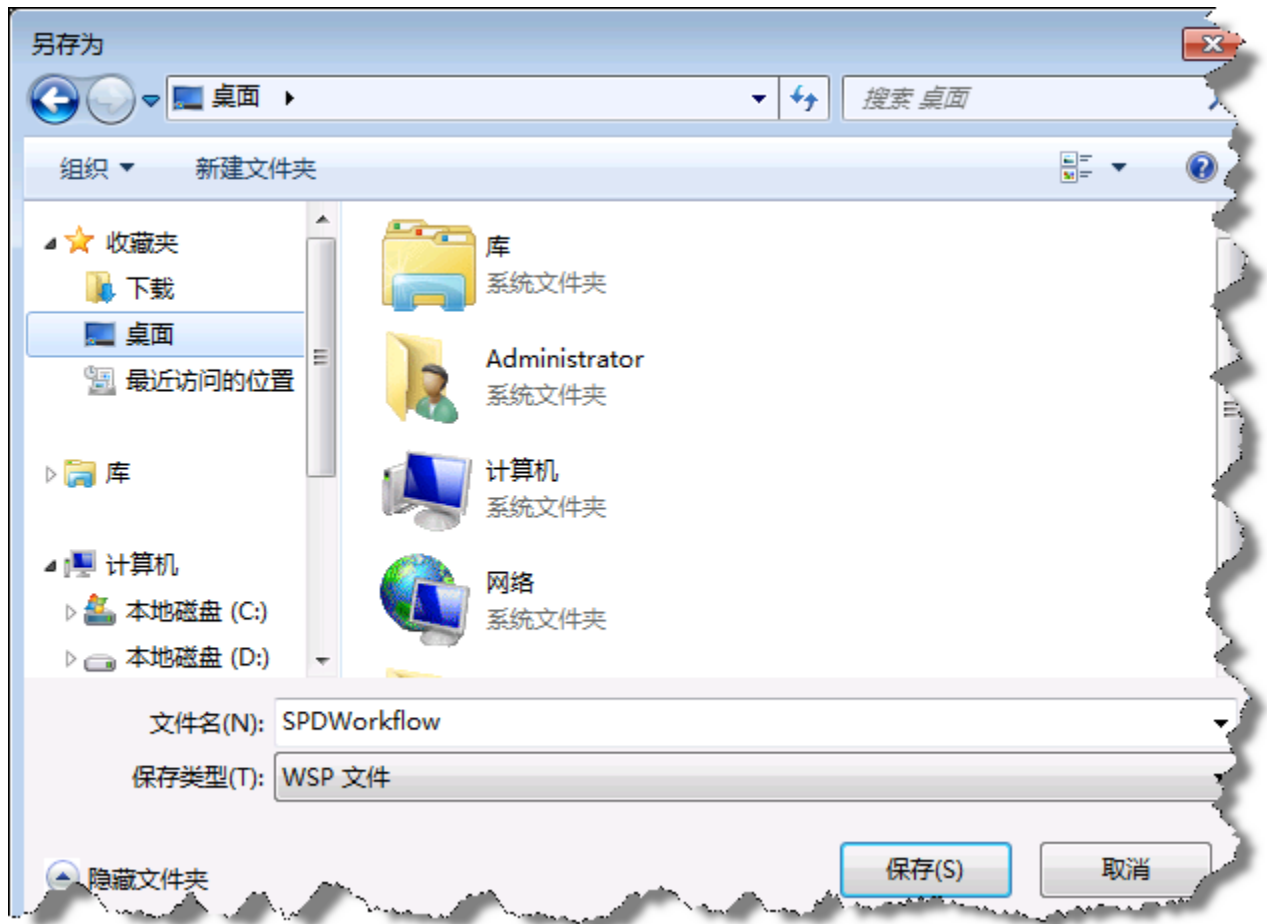 另存为
桌面
搜索 桌面
组织
新建文件夹
收藏夹
下载
桌面
最近访问的位置
库
计算机
本地磁盘 (C:)
本地磁盘 (D:)
库
系统文件夹
Administrator
系统文件夹
计算机
系统文件夹
网络
系统文件夹
文件名(N): SPDWorkflow
保存类型(T): WSP 文件
隐藏文件夹
保存(S)
取消